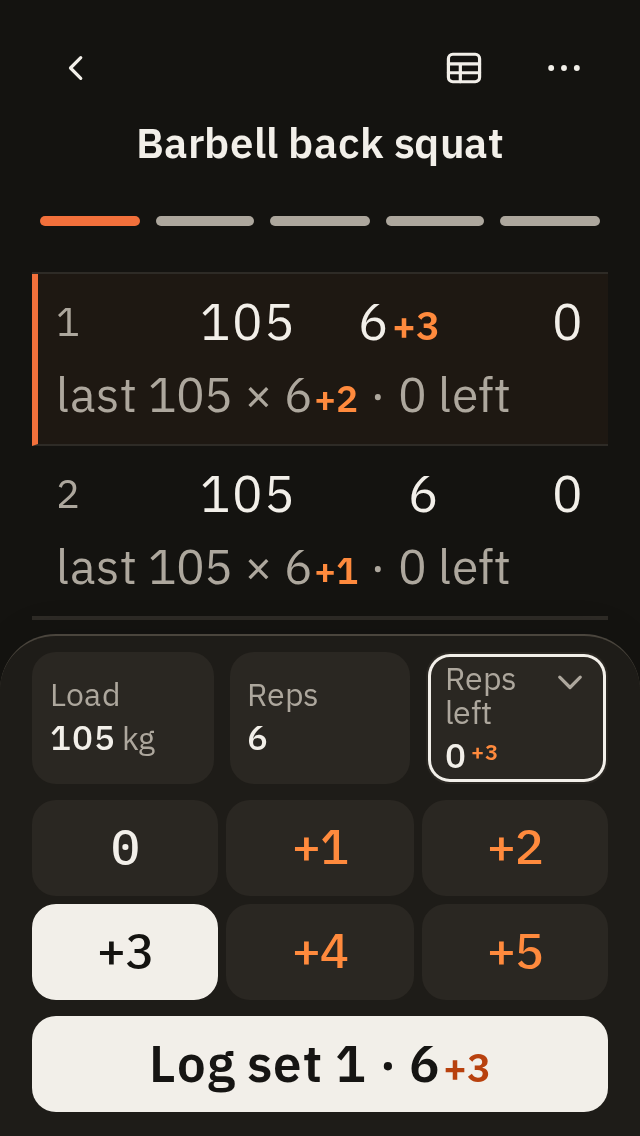 Barbell back squat
1 105 6+3 0
last 105 × 6+2 · 0 left
2 105 6 0
last 105 × 6+1 · 0 left
Load
105 kg
Reps
6
Reps
left
0 +3
0 +1 +2
+3 +4 +5
Log set 1 · 6+3